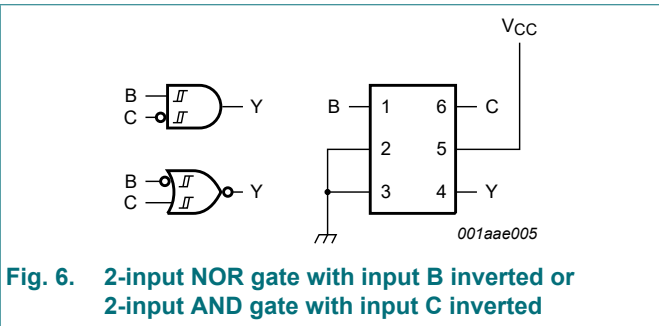 VCC
B
C
Y
B 1 6 C
2 5
3 4 Y
B
C
Y
001aae005
Fig. 6. 2-input NOR gate with input B inverted or
2-input AND gate with input C inverted